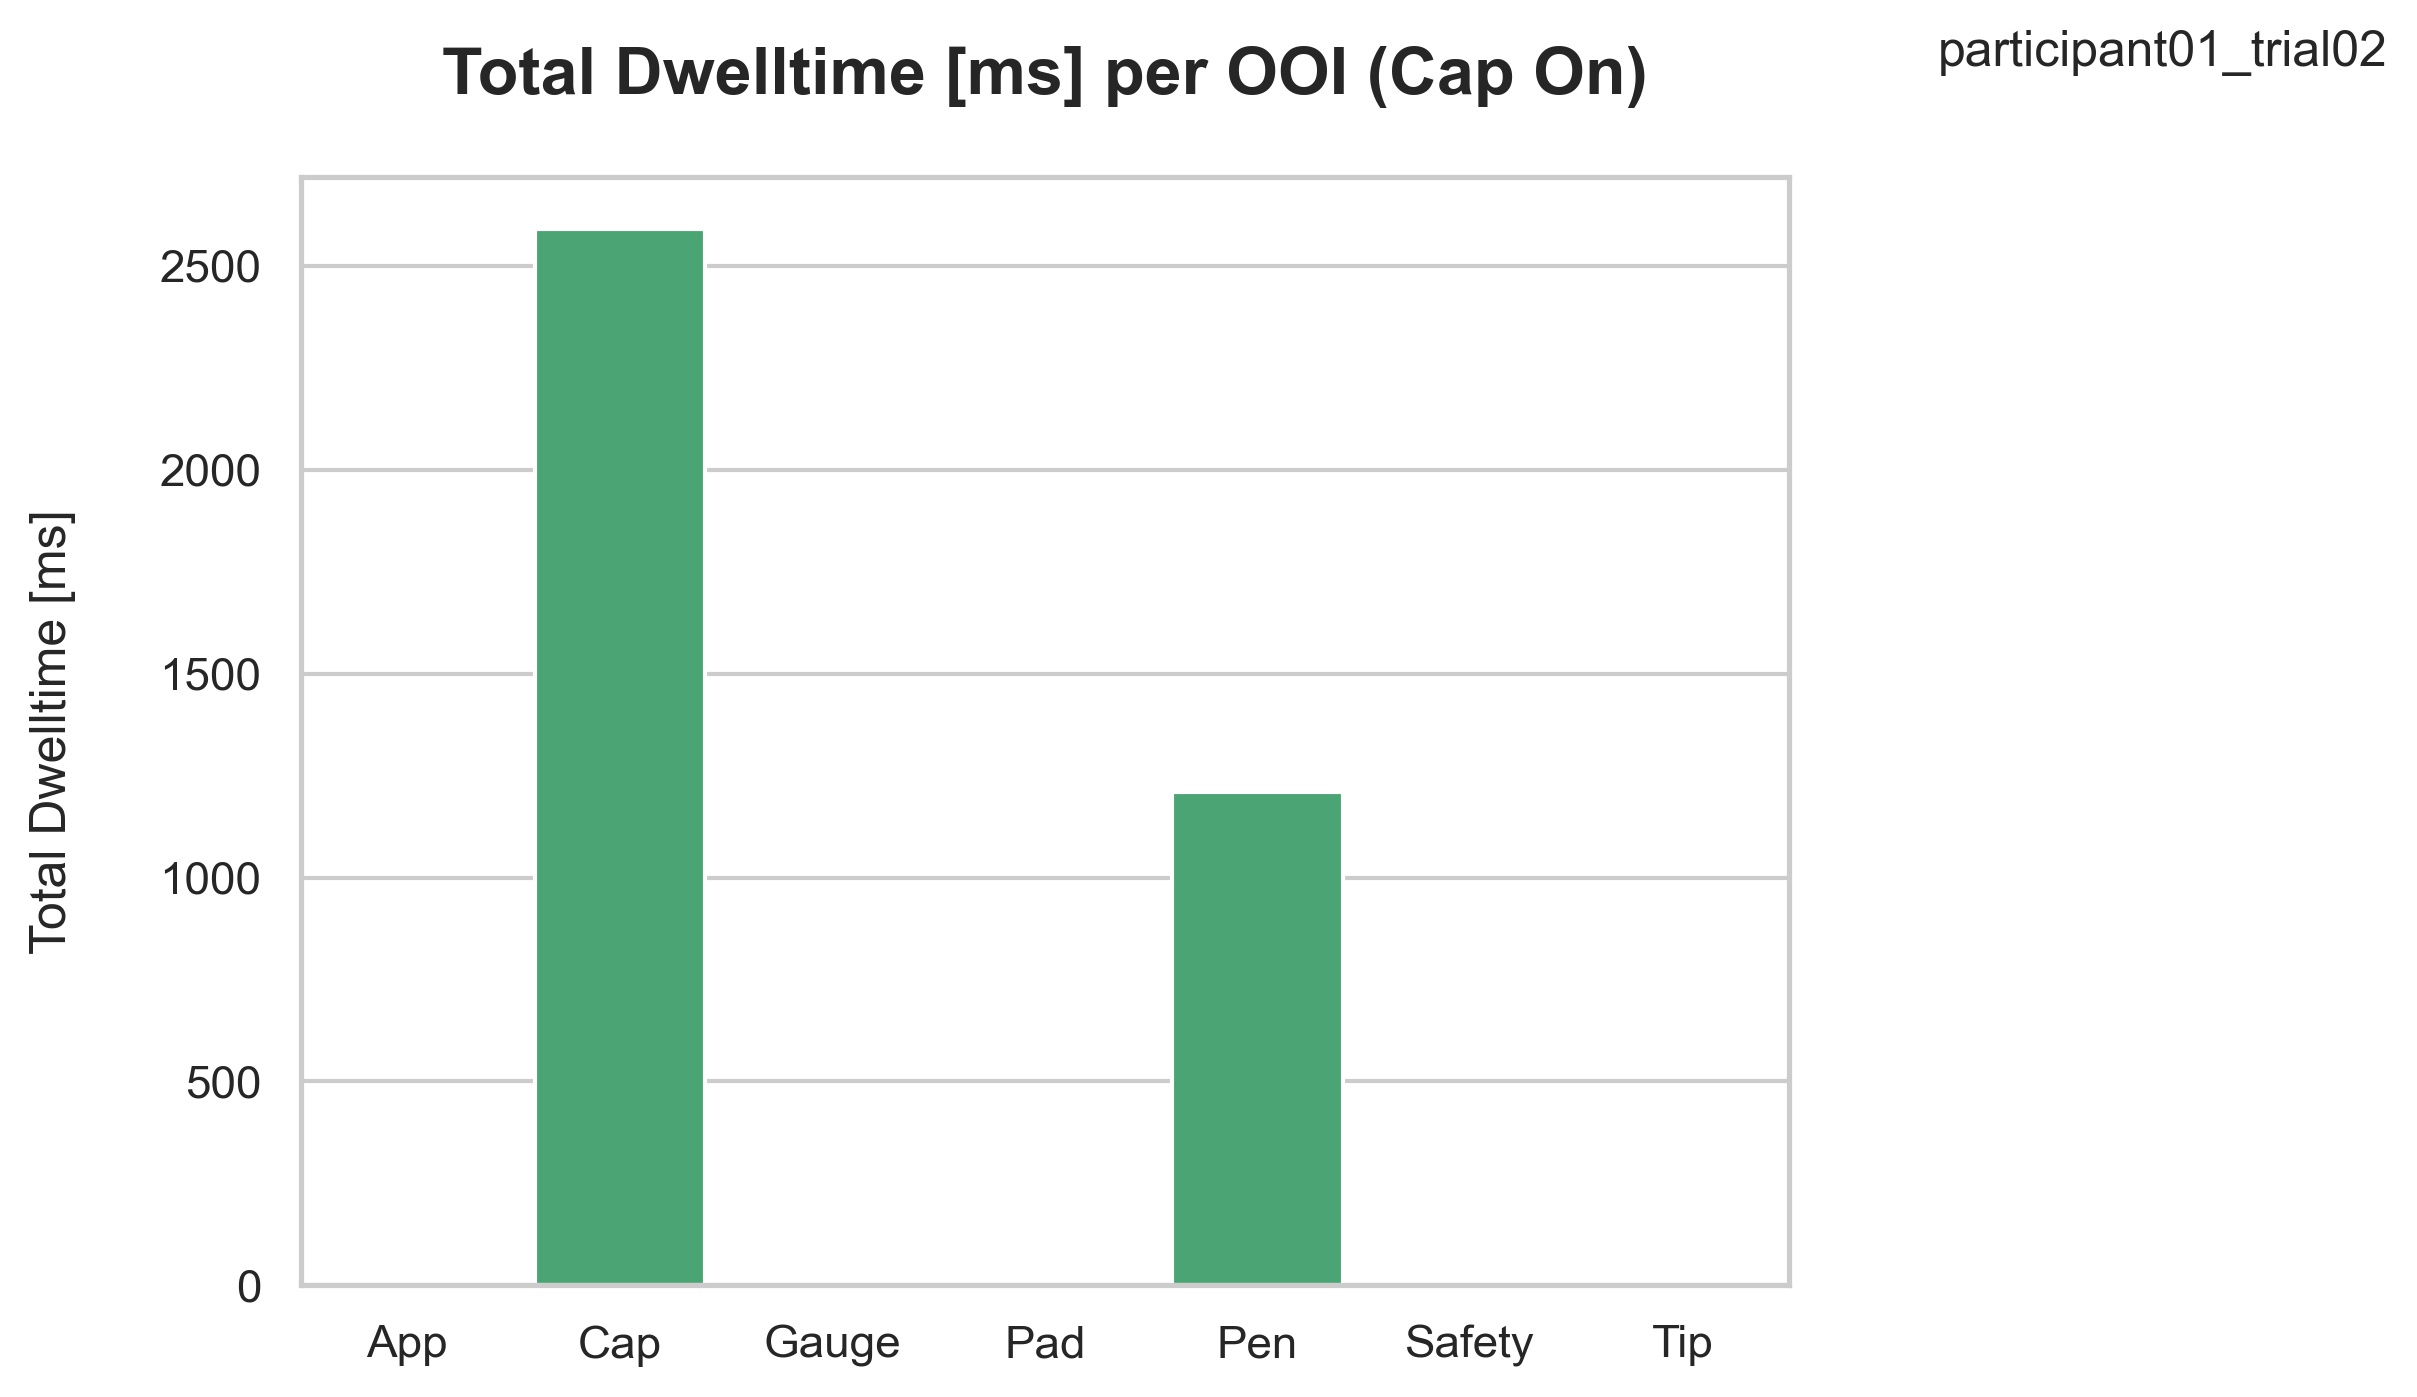 Total Dwelltime [ms] per OOI (Cap On)
participant01_trial02
Total Dwelltime [ms]
2500
2000
1500
1000
500
0
App Cap Gauge Pad Pen Safety Tip